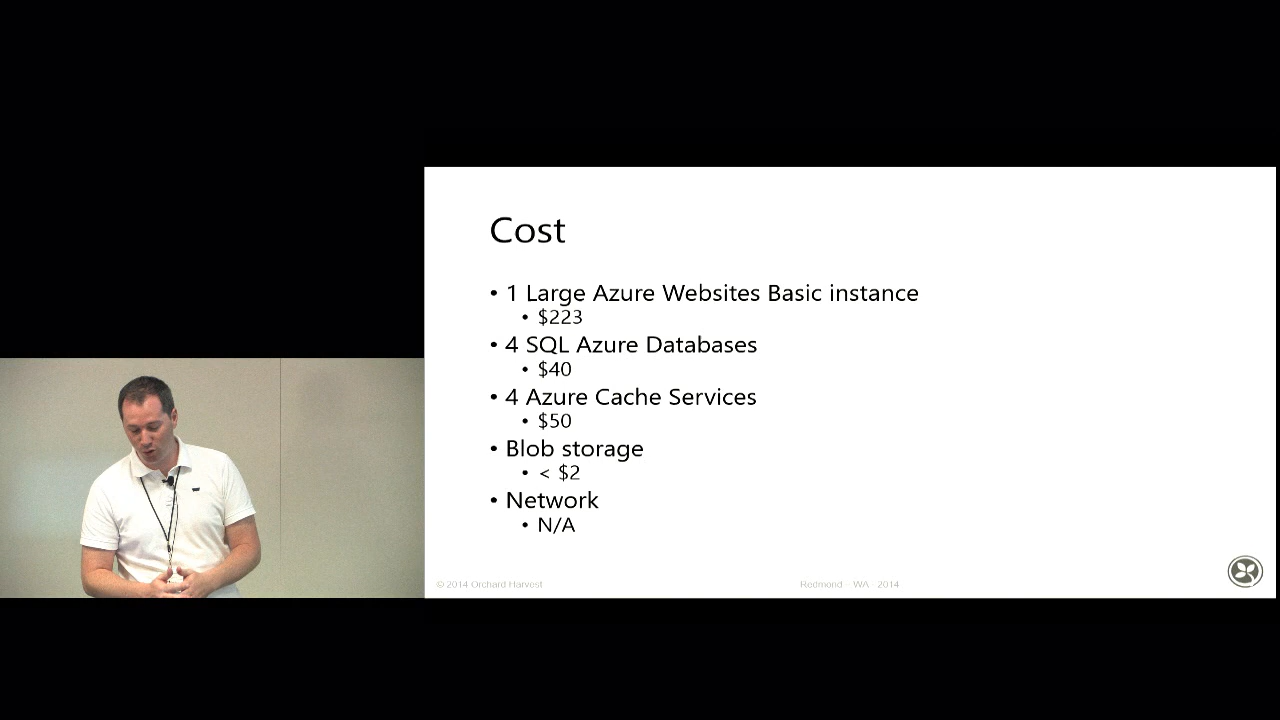 Cost
• 1 Large Azure Websites Basic instance
• $223
• 4 SQL Azure Databases
• $40
• 4 Azure Cache Services
• $50
• Blob storage
• < $2
• Network
• N/A
© 2014 Orchard Harvest
Redmond - WA - 2014